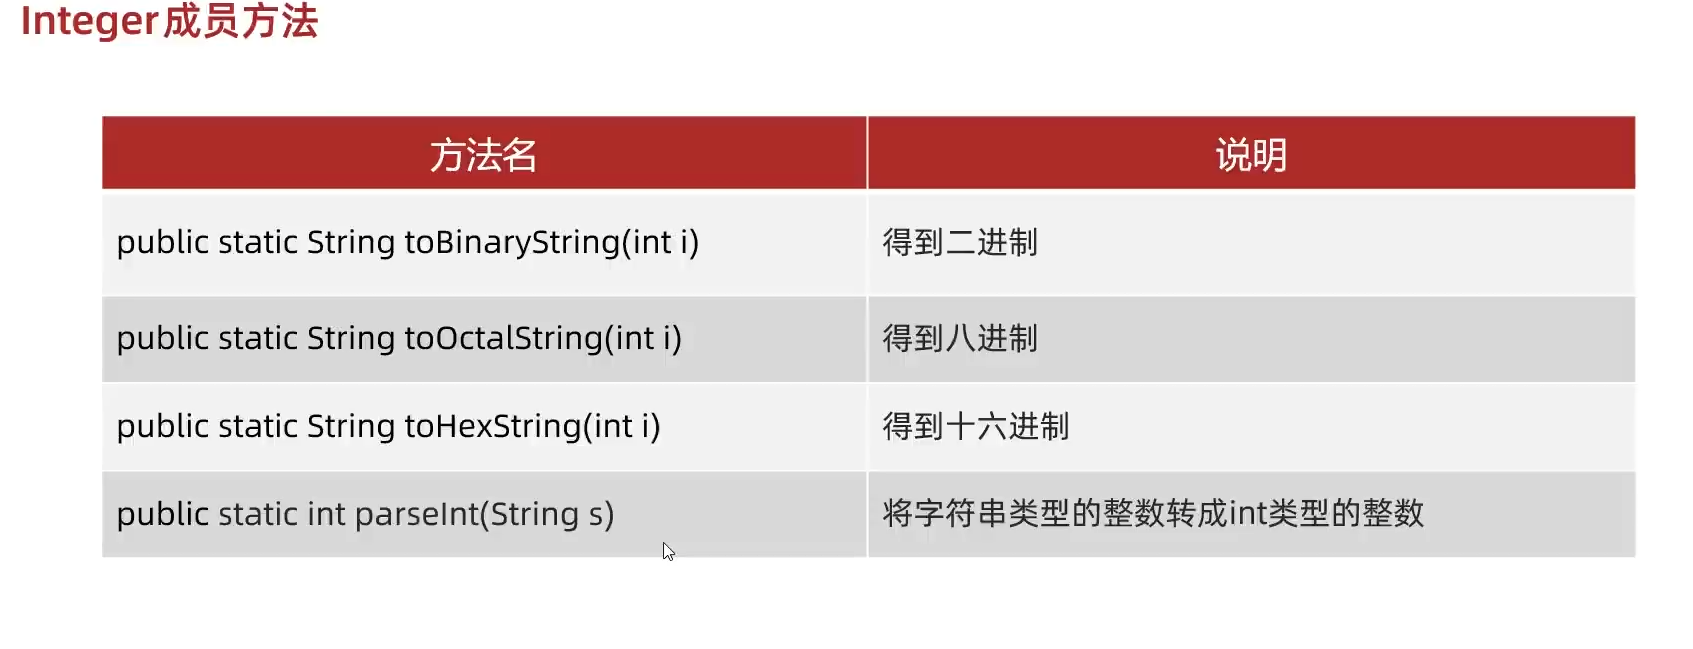 Integer成员方法
方法名 说明
public static String toBinaryString(int i) 得到二进制
public static String toOctalString(int i) 得到八进制
public static String toHexString(int i) 得到十六进制
public static int parseInt(String s) 将字符串类型的整数转成int类型的整数